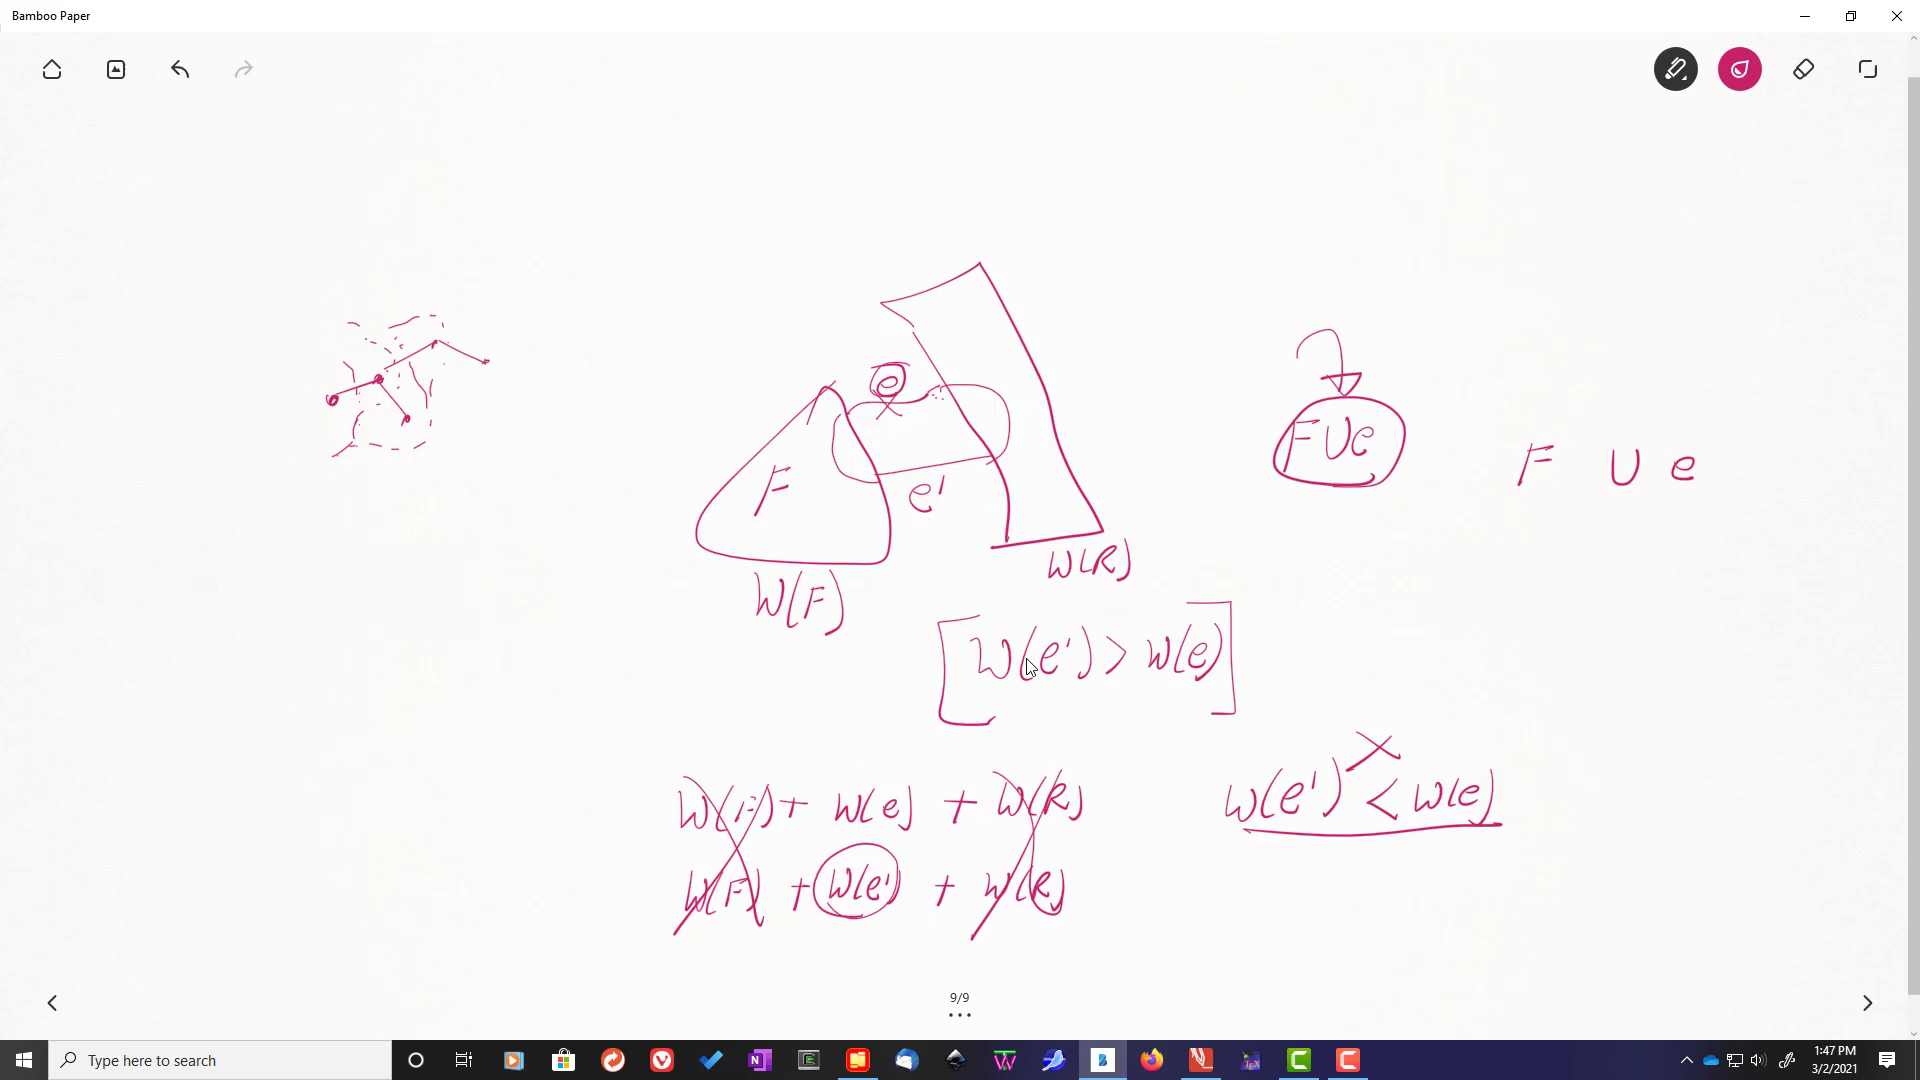 Bamboo Paper
e
F
e'
W(F)
W(R)
F U e
F U e
[W(e') > W(e)]
W(F) + W(e) + W(R)
W(F) + W(e') + W(R)
W(e') < W(e)
9/9
Type here to search
1:47 PM
3/2/2021